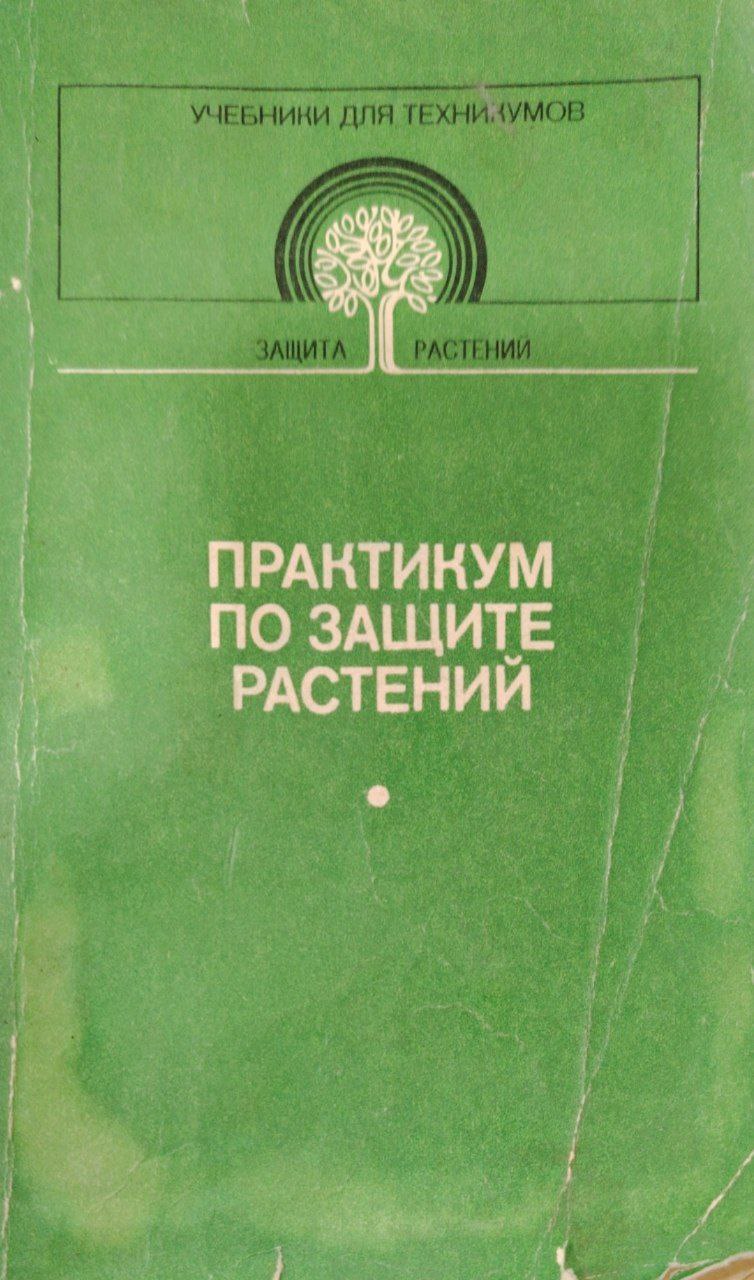 УЧЕБНИКИ ДЛЯ ТЕХНИКУМОВ
ЗАЩИТА РАСТЕНИЙ
ПРАКТИКУМ
ПО ЗАЩИТЕ
РАСТЕНИЙ